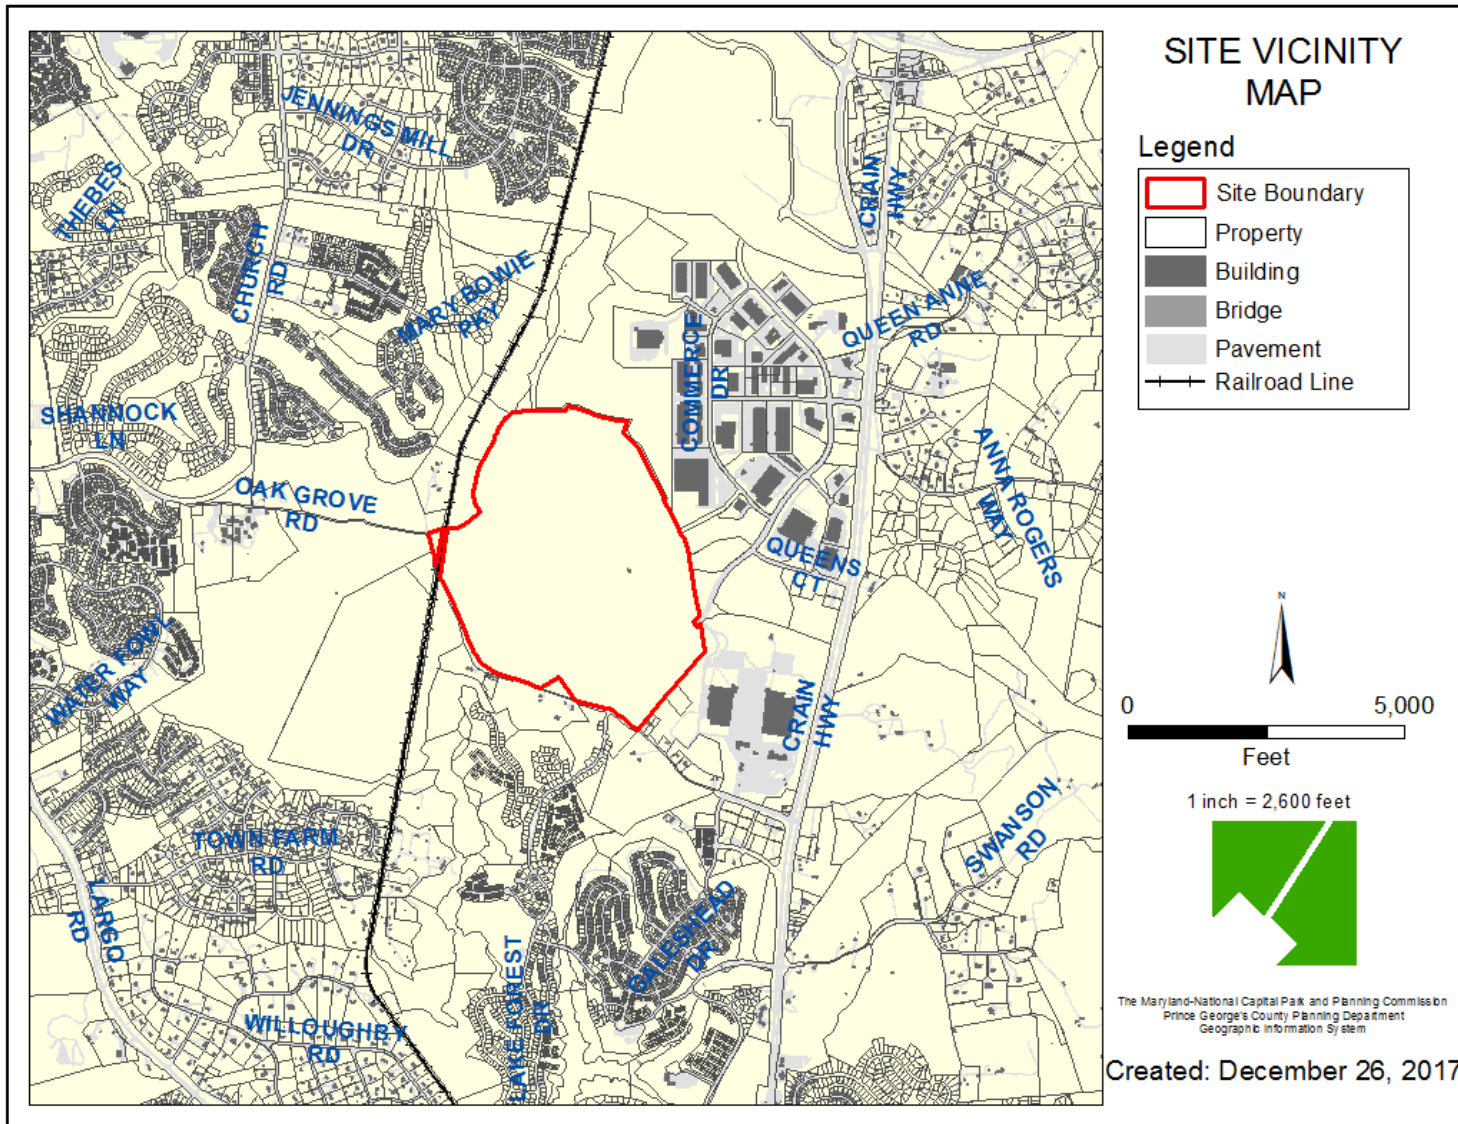 SITE VICINITY
MAP
Legend
Site Boundary
Property
Building
Bridge
Pavement
Railroad Line
N
0 5,000
Feet
1 inch = 2,600 feet
The Maryland-National Capital Park and Planning Commission
Prince George's County Planning Department
Geographic Information System
Created: December 26, 2017
JENNINGS MILL
DR
THEBES
LN
CHURCH
RD
MARY BOWIE
PKY
CRAIN
HWY
QUEEN ANNE
RD
COMMERCE
DR
SHANNOCK
LN
OAK GROVE
RD
ANNA ROGERS
WAY
QUEENS
CT
WATER FOWL
WAY
CRAIN
HWY
SWANSON
RD
TOWN FARM
RD
LARGO
RD
GALESHEAD
DR
LAKE FOREST
DR
WILLOUGHBY
RD